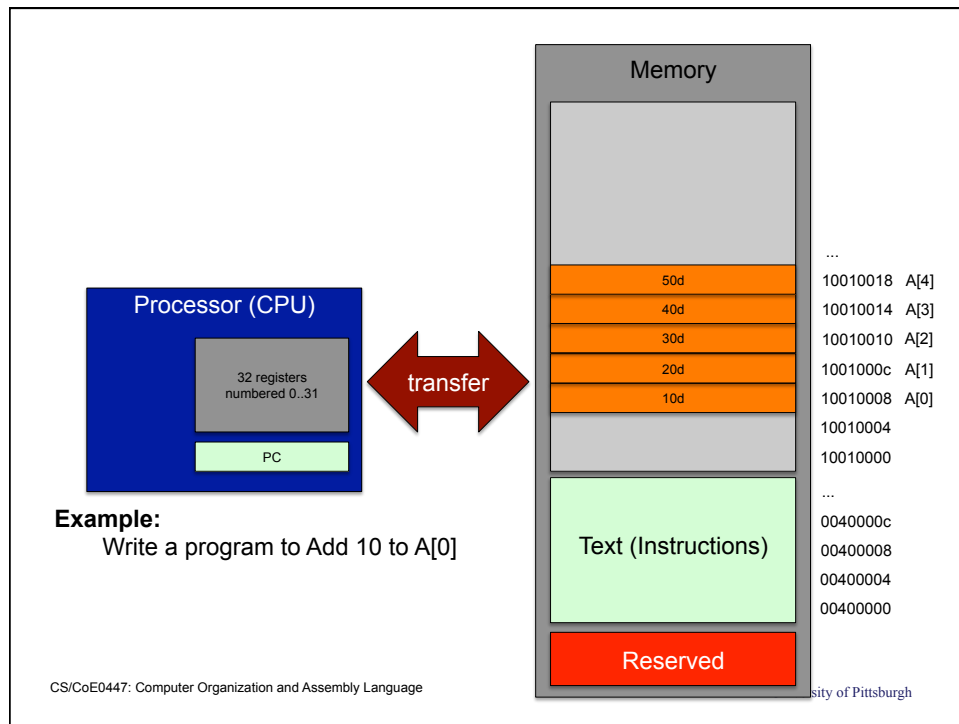 Memory
...
50d
10010018 A[4]
40d
10010014 A[3]
30d
10010010 A[2]
20d
1001000c A[1]
10d
10010008 A[0]
10010004
10010000
Processor (CPU)
32 registers
numbered 0..31
PC
transfer
Example:
Write a program to Add 10 to A[0]
Text (Instructions)
...
0040000c
00400008
00400004
00400000
Reserved
CS/CoE0447: Computer Organization and Assembly Language
sity of Pittsburgh